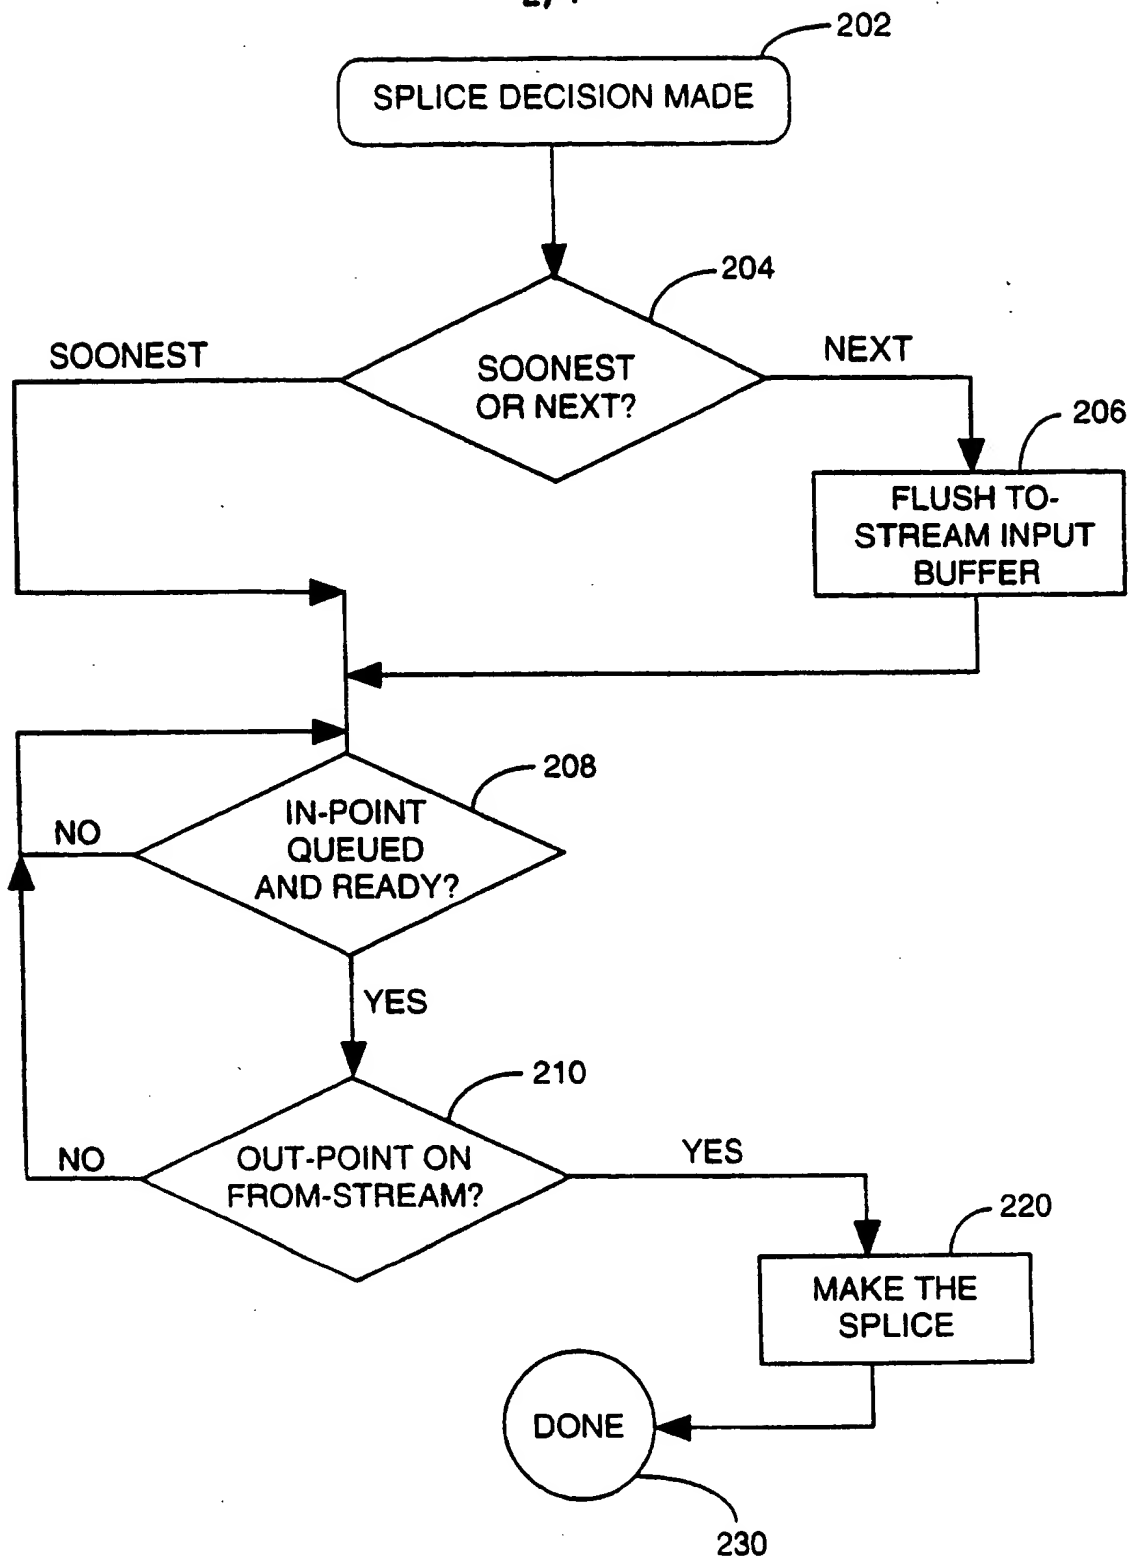 202
SPLICE DECISION MADE
204
SOONEST
NEXT
SOONEST
OR NEXT?
206
FLUSH TO-
STREAM INPUT
BUFFER
208
IN-POINT
QUEUED
AND READY?
NO
YES
210
OUT-POINT ON
FROM-STREAM?
NO
YES
220
MAKE THE
SPLICE
DONE
230